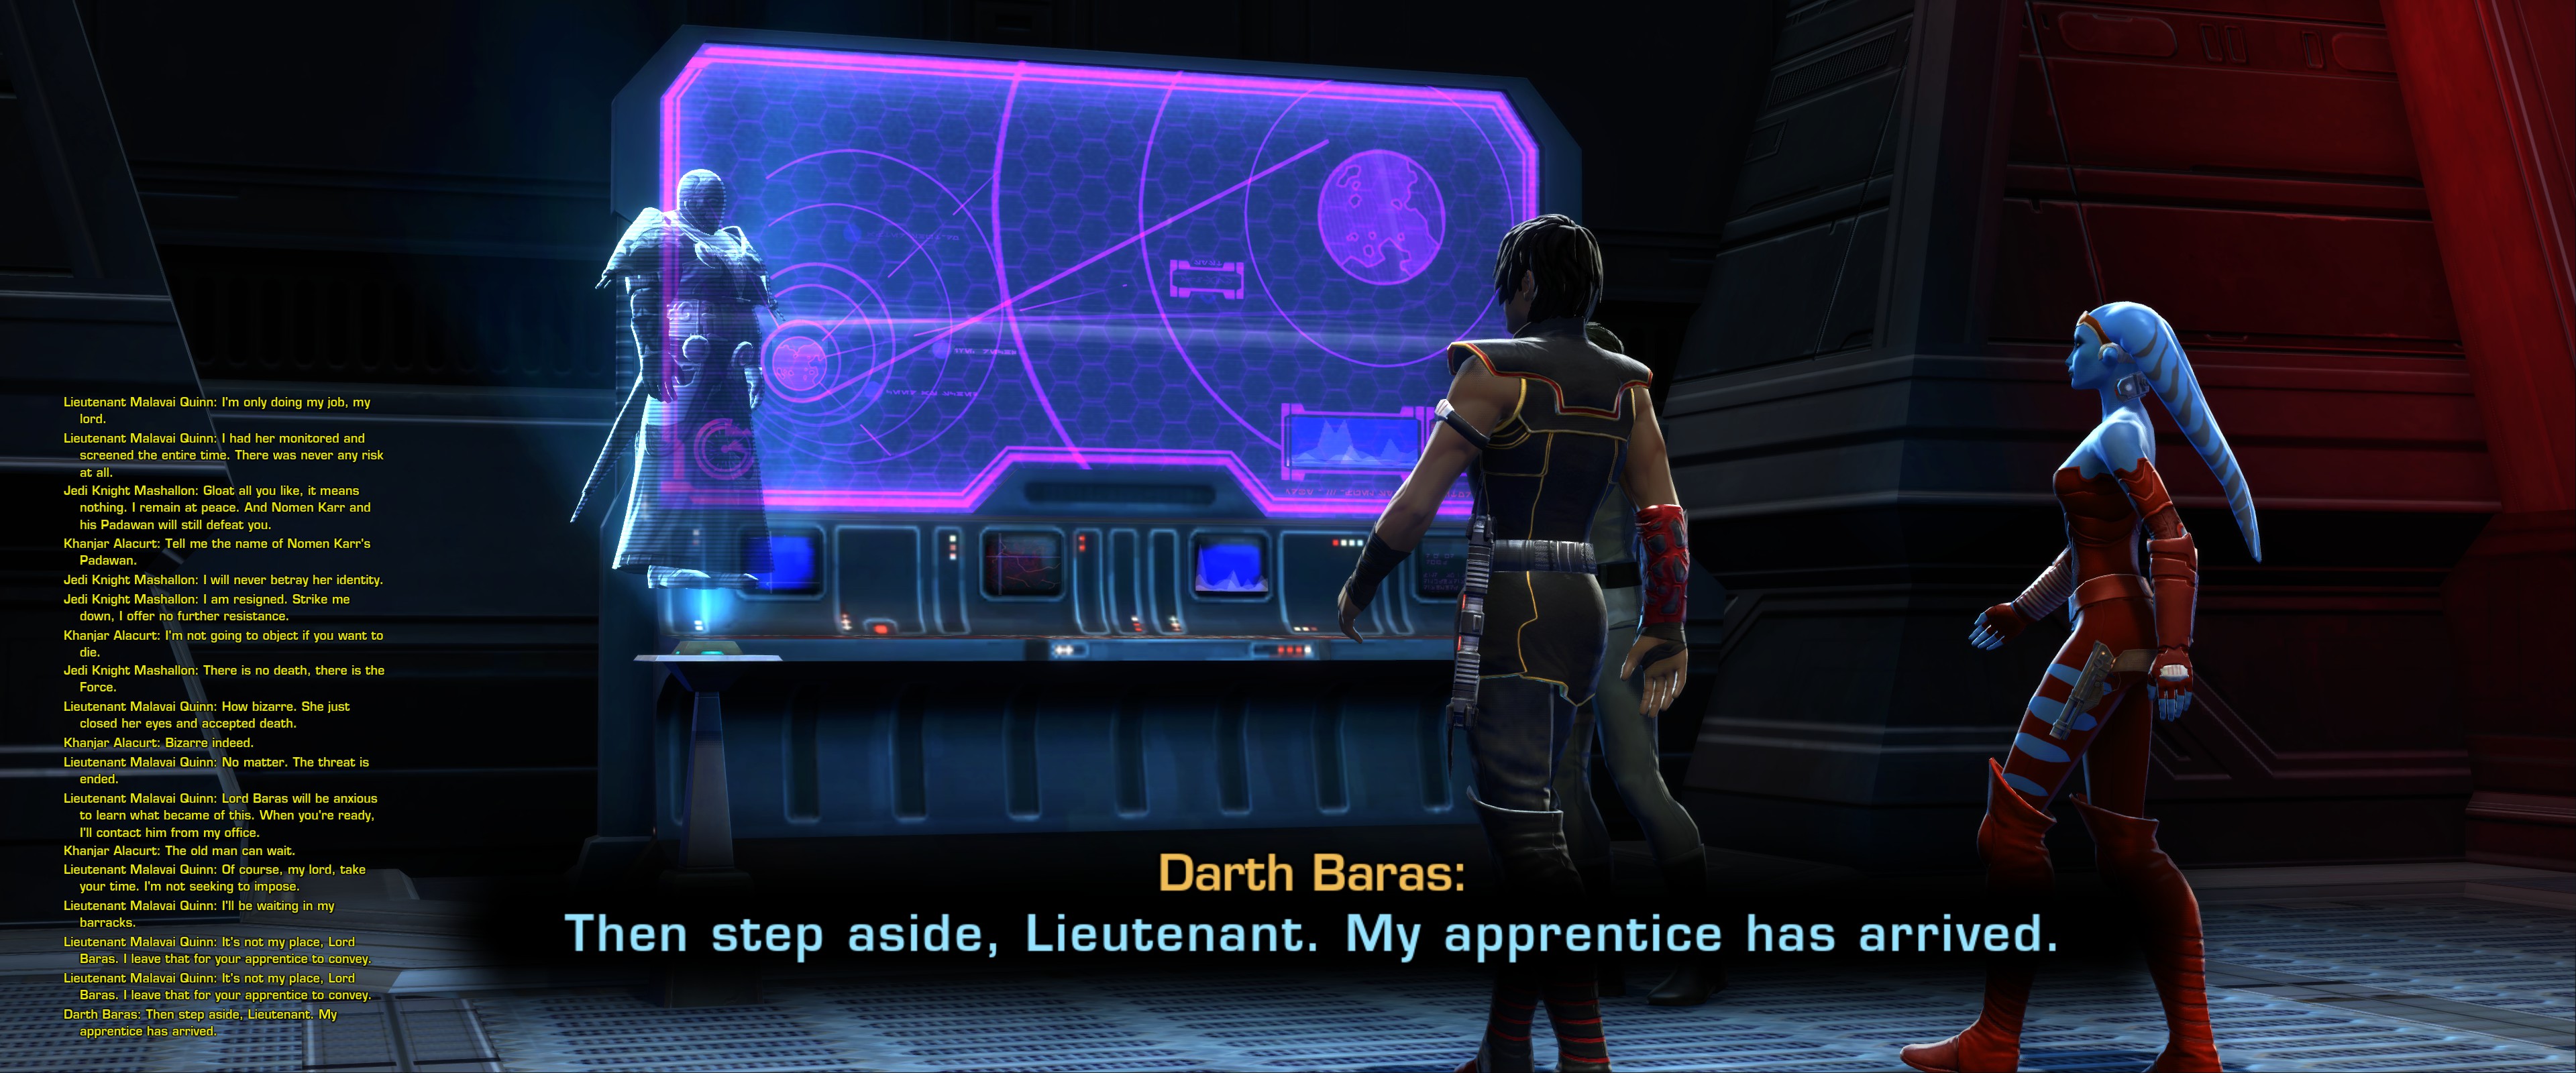 Lieutenant Malavai Quinn: I'm only doing my job, my
lord.
Lieutenant Malavai Quinn: I had her monitored and
screened the entire time. There was never any risk
at all.
Jedi Knight Mashallon: Gloat all you like, it means
nothing. I remain at peace. And Nomen Karr and
his Padawan will still defeat you.
Khanjar Alacurt: Tell me the name of Nomen Karr's
Padawan.
Jedi Knight Mashallon: I will never betray her identity.
Jedi Knight Mashallon: I am resigned. Strike me
down, I offer no further resistance.
Khanjar Alacurt: I'm not going to object if you want to
die.
Jedi Knight Mashallon: There is no death, there is the
Force.
Lieutenant Malavai Quinn: How bizarre. She just
closed her eyes and accepted death.
Khanjar Alacurt: Bizarre indeed.
Lieutenant Malavai Quinn: No matter. The threat is
ended.
Lieutenant Malavai Quinn: Lord Baras will be anxious
to learn what became of this. When you're ready,
I'll contact him from my office.
Khanjar Alacurt: The old man can wait.
Lieutenant Malavai Quinn: Of course, my lord, take
your time. I'm not seeking to impose.
Lieutenant Malavai Quinn: I'll be waiting in my
barracks.
Lieutenant Malavai Quinn: It's not my place, Lord
Baras. I leave that for your apprentice to convey.
Lieutenant Malavai Quinn: It's not my place, Lord
Baras. I leave that for your apprentice to convey.
Darth Baras: Then step aside, Lieutenant. My
apprentice has arrived.
Darth Baras:
Then step aside, Lieutenant. My apprentice has arrived.